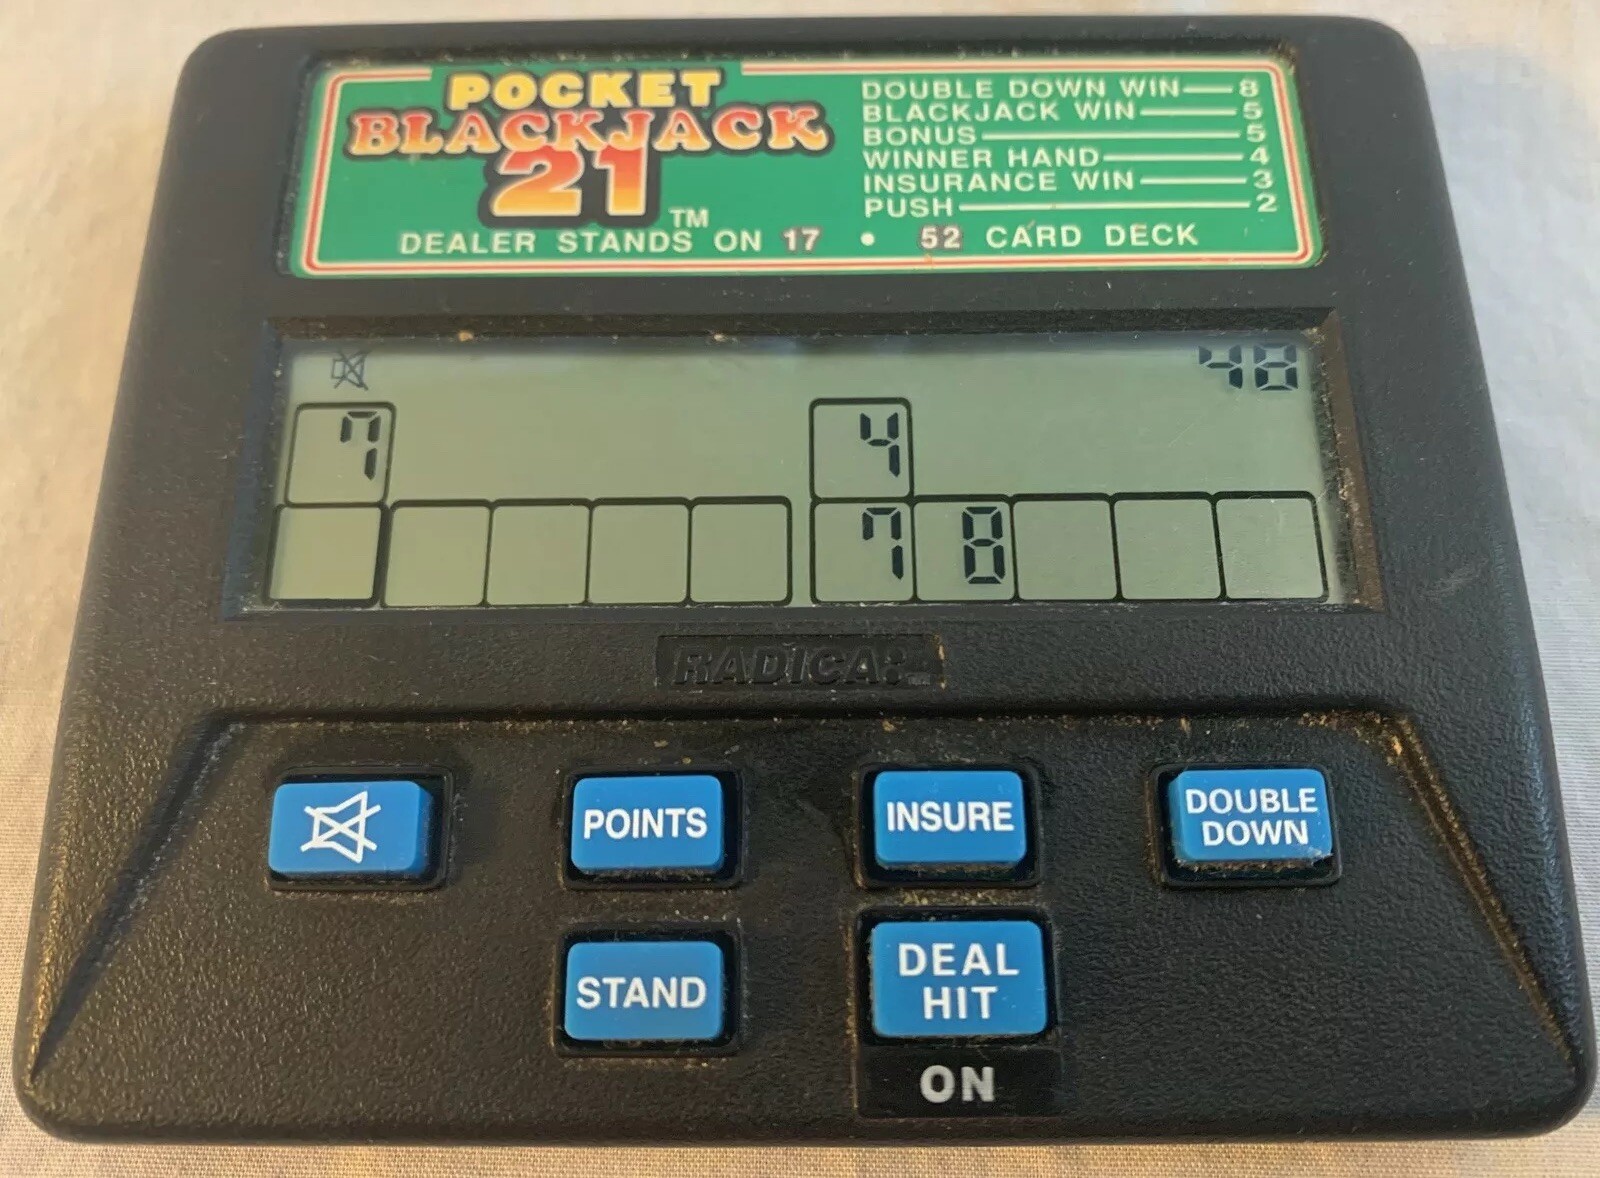 POCKET
BLACKJACK
21
TM
DOUBLE DOWN WIN 8
BLACKJACK WIN 5
BONUS 5
WINNER HAND 4
INSURANCE WIN 3
PUSH 2
DEALER STANDS ON 17 • 52 CARD DECK
48
7 4
7 8
RADICA:
POINTS
INSURE
DOUBLE
DOWN
STAND
DEAL
HIT
ON